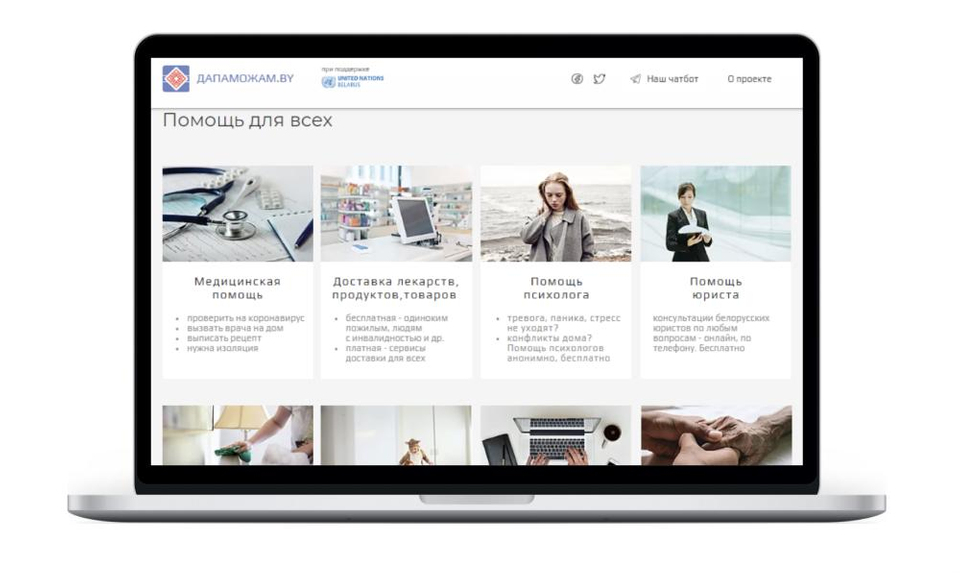 ДАПАМОЖАМ.BY
при поддержке
UNITED NATIONS
BELARUS
Наш чатбот
О проекте
Помощь для всех
Медицинская
помощь
проверить на коронавирус
вызвать врача на дом
выписать рецепт
нужна изоляция
Доставка лекарств,
продуктов,товаров
бесплатная - одиноким
пожилым, людям
с инвалидностью и др.
платная - сервисы
доставки для всех
Помощь
психолога
тревога, паника, стресс
не уходят?
конфликты дома?
Помощь психологов
анонимно, бесплатно
Помощь
юриста
консультации белорусских
юристов по любым
вопросам - онлайн, по
телефону. Бесплатно